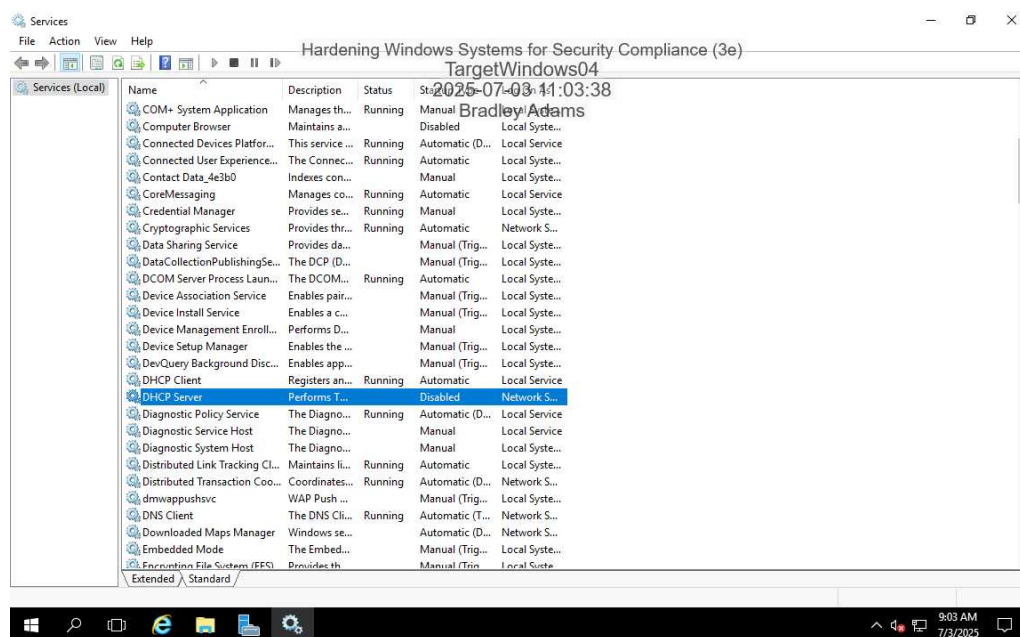 Services
File Action View Help
Hardening Windows Systems for Security Compliance (3e)
TargetWindows04
2025-07-03 11:03:38
Bradley Adams
Services (Local)
Name Description Status
COM+ System Application Manages th... Running Manual
Computer Browser Maintains a... Disabled Local Syste...
Connected Devices Platfor... This service ... Running Automatic (D... Local Service
Connected User Experience... The Connec... Running Automatic Local Syste...
Contact Data_4e3b0 Indexes con... Manual Local Syste...
CoreMessaging Manages co... Running Automatic Local Service
Credential Manager Provides se... Running Manual Local Syste...
Cryptographic Services Provides thr... Running Automatic Network S...
Data Sharing Service Provides da... Manual (Trig... Local Syste...
DataCollectionPublishingSe... The DCP (D... Manual (Trig... Local Syste...
DCOM Server Process Laun... The DCOM... Running Automatic Local Syste...
Device Association Service Enables pair... Manual (Trig... Local Syste...
Device Install Service Enables a c... Manual (Trig... Local Syste...
Device Management Enroll... Performs D... Manual Local Syste...
Device Setup Manager Enables the ... Manual (Trig... Local Syste...
DevQuery Background Disc... Enables app... Manual (Trig... Local Syste...
DHCP Client Registers an... Running Automatic Local Service
DHCP Server Performs T... Disabled Network S...
Diagnostic Policy Service The Diagno... Running Automatic (D... Local Service
Diagnostic Service Host The Diagno... Manual Local Service
Diagnostic System Host The Diagno... Manual Local Syste...
Distributed Link Tracking Cl... Maintains li... Running Automatic Local Syste...
Distributed Transaction Coo... Coordinates... Running Automatic (D... Network S...
dmwappushsvc WAP Push ... Manual (Trig... Local Syste...
DNS Client The DNS Cli... Running Automatic (T... Network S...
Downloaded Maps Manager Windows se... Automatic (D... Network S...
Embedded Mode The Embed... Manual (Trig... Local Syste...
Encrypting File System (EFS) Provides th Manual (Trig Local Syste
Extended Standard
9:03 AM
7/3/2025